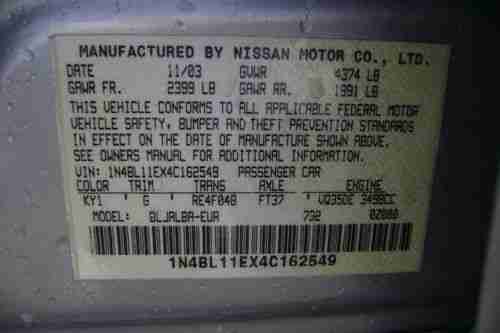 MANUFACTURED BY NISSAN MOTOR CO., LTD.
DATE 11/03 GVWR 4374 LB
GAWR FR. 2399 LB GAWR RR. 1991 LB
THIS VEHICLE CONFORMS TO ALL APPLICABLE FEDERAL MOTOR
VEHICLE SAFETY, BUMPER AND THEFT PREVENTION STANDARDS
IN EFFECT ON THE DATE OF MANUFACTURE SHOWN ABOVE.
SEE OWNERS MANUAL FOR ADDITIONAL INFORMATION.
VIN: 1N4BL11EX4C162549 PASSENGER CAR
COLOR TRIM TRANS AXLE ENGINE
KY1 G RE4F04B FT37 VQ35DE 3498CC
MODEL: BLJALBA-EUA 732 02000
1N4BL11EX4C162549